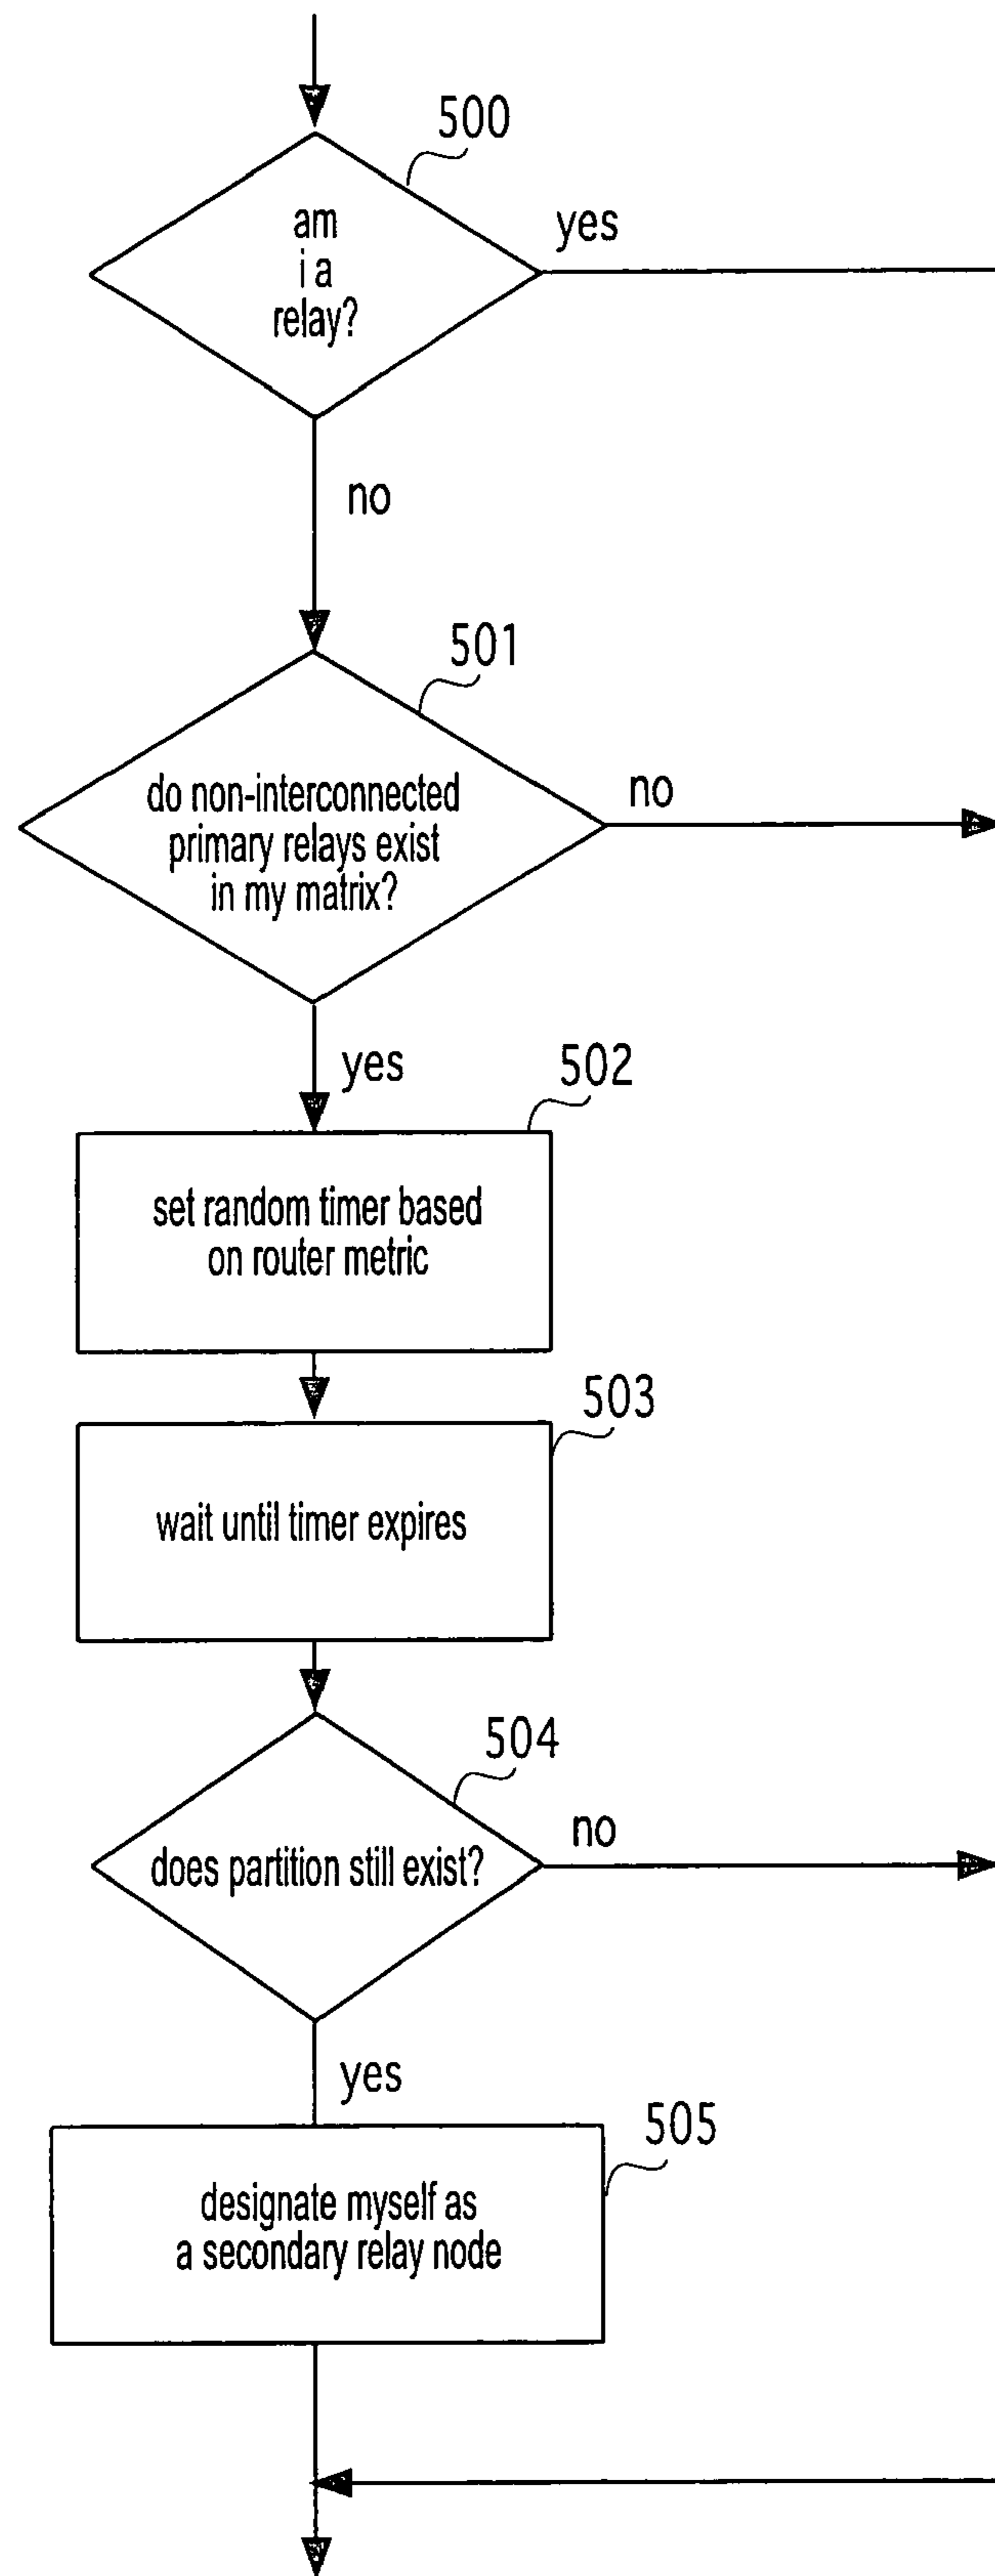 500
am
i a
relay?
yes
no
501
do non-interconnected
primary relays exist
in my matrix?
no
yes
502
set random timer based
on router metric
503
wait until timer expires
504
does partition still exist?
no
yes
505
designate myself as
a secondary relay node